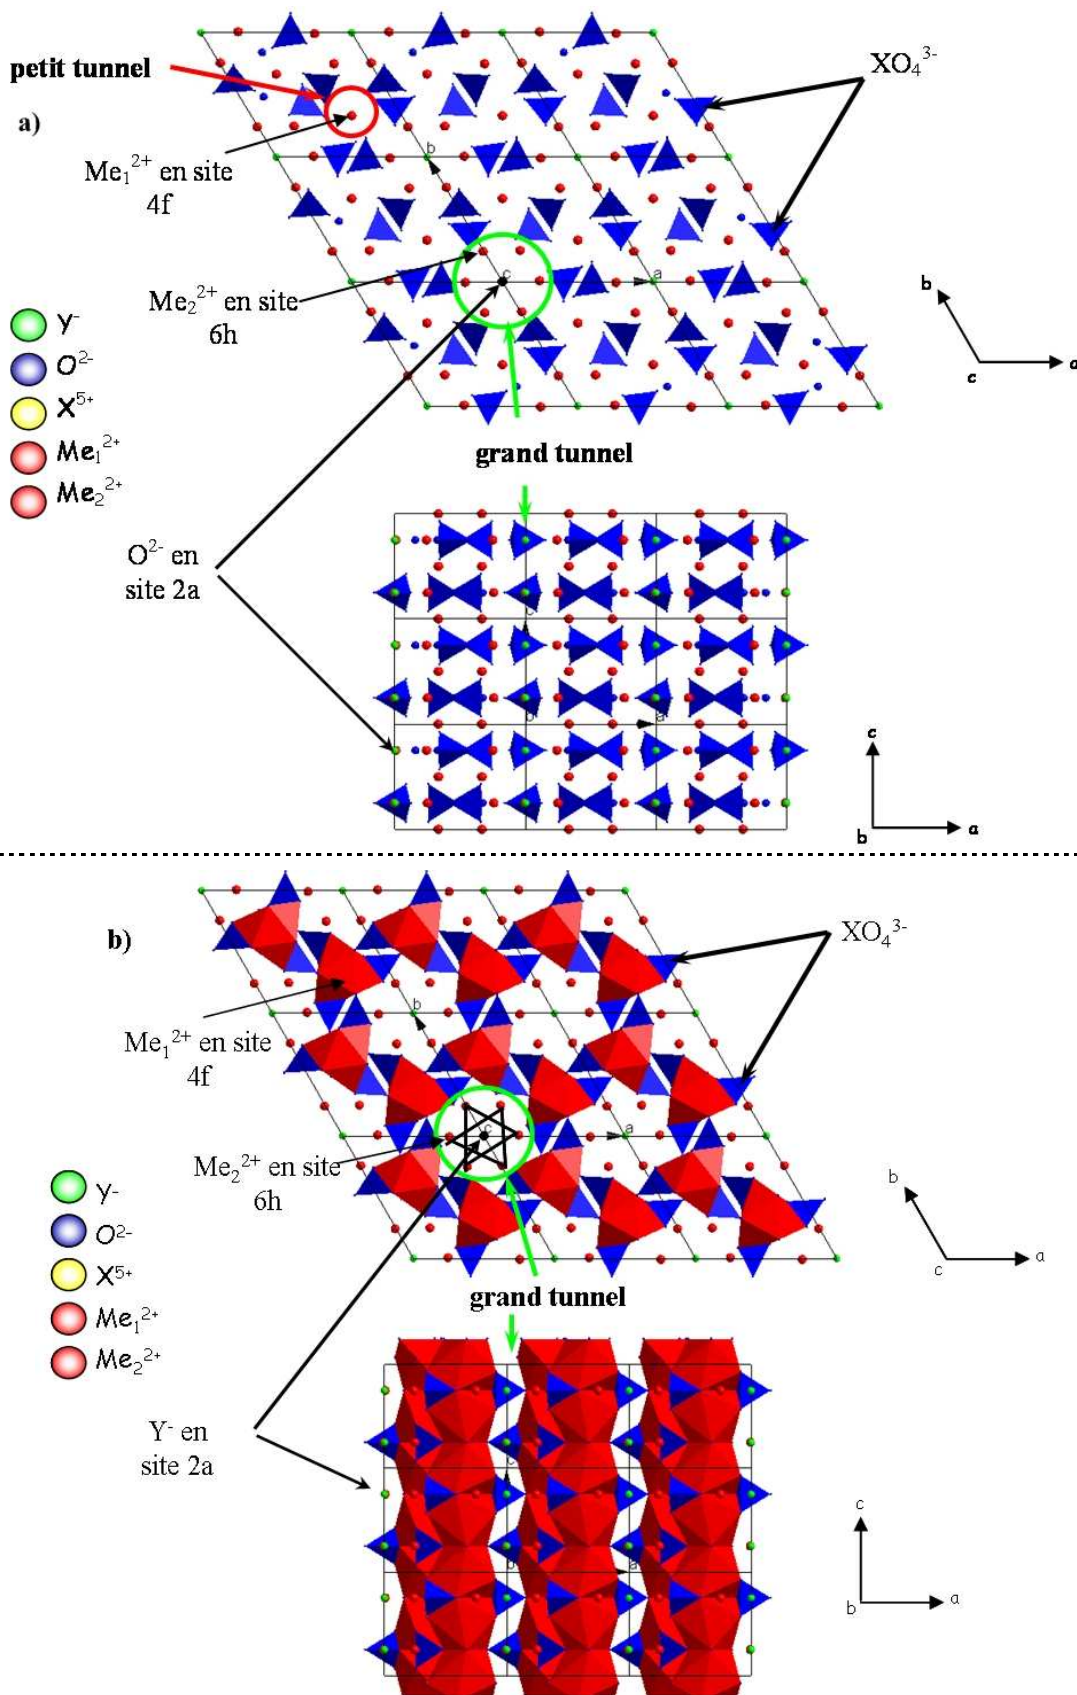 petit tunnel
XO₄³⁻
a)
Me₁²⁺ en site
4f
b
Me₂²⁺ en site
6h
c
a
Y⁻
O²⁻
X⁵⁺
Me₁²⁺
Me₂²⁺
b
c
a
grand tunnel
O²⁻ en
site 2a
c
b
a
c
b
a
b)
XO₄³⁻
Me₁²⁺ en site
4f
b
Me₂²⁺ en site
6h
c
a
Y⁻
O²⁻
X⁵⁺
Me₁²⁺
Me₂²⁺
b
c
a
grand tunnel
Y⁻ en
site 2a
c
b
a
c
b
a